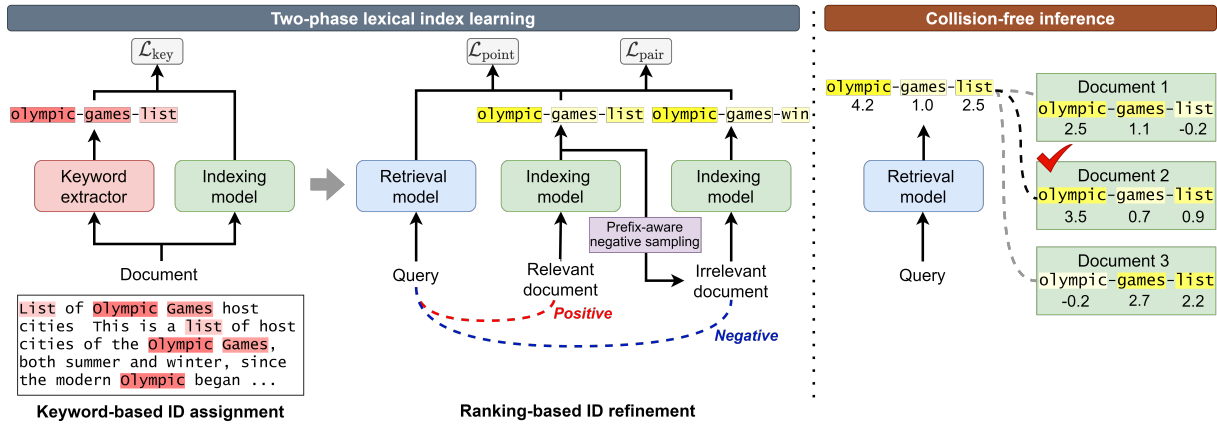 Two-phase lexical index learning
Collision-free inference
ℒkey
ℒpoint
ℒpair
olympic-games-list
olympic-games-list
olympic-games-win
Keyword
extractor
Indexing
model
Retrieval
model
Indexing
model
Indexing
model
Prefix-aware
negative sampling
Document
Query
Relevant
document
Irrelevant
document
Positive
Negative
List of Olympic Games host
cities This is a list of host
cities of the Olympic Games,
both summer and winter, since
the modern Olympic began ...
Keyword-based ID assignment
Ranking-based ID refinement
olympic-games-list
4.2 1.0 2.5
Retrieval
model
Query
Document 1
olympic-games-list
2.5 1.1 -0.2
Document 2
olympic-games-list
3.5 0.7 0.9
Document 3
olympic-games-list
-0.2 2.7 2.2